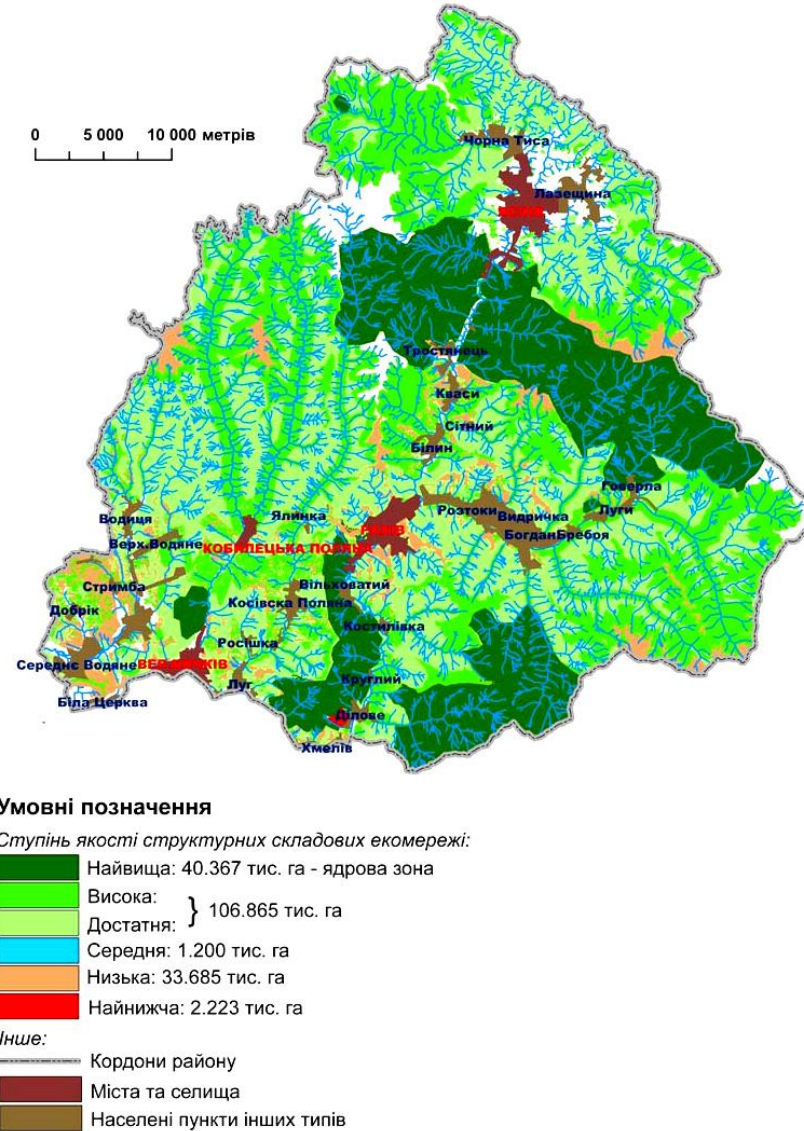 0 5 000 10 000 метрів
Чорна Тиса
Лазещина
Тростянець
Кваси
Сітний
Білин
Говерла
Луги
Розтоки
Видричка
Богдан
Бребоя
Водиця
Ялинка
РАХІВ
Верх.Водяне
КОБИЛЕЦЬКА ПОЛЯНА
Стримба
Вільховатий
Добрік
Косівска Поляна
Костилівка
Росішка
Середнє Водяне
Круглий
Луг
Біла Церква
Ділове
Хмелів
Умовні позначення
Ступінь якості структурних складових екомережі:
Найвища: 40.367 тис. га - ядрова зона
Висока:
} 106.865 тис. га
Достатня:
Середня: 1.200 тис. га
Низька: 33.685 тис. га
Найнижча: 2.223 тис. га
Інше:
Кордони району
Міста та селища
Населені пункти інших типів